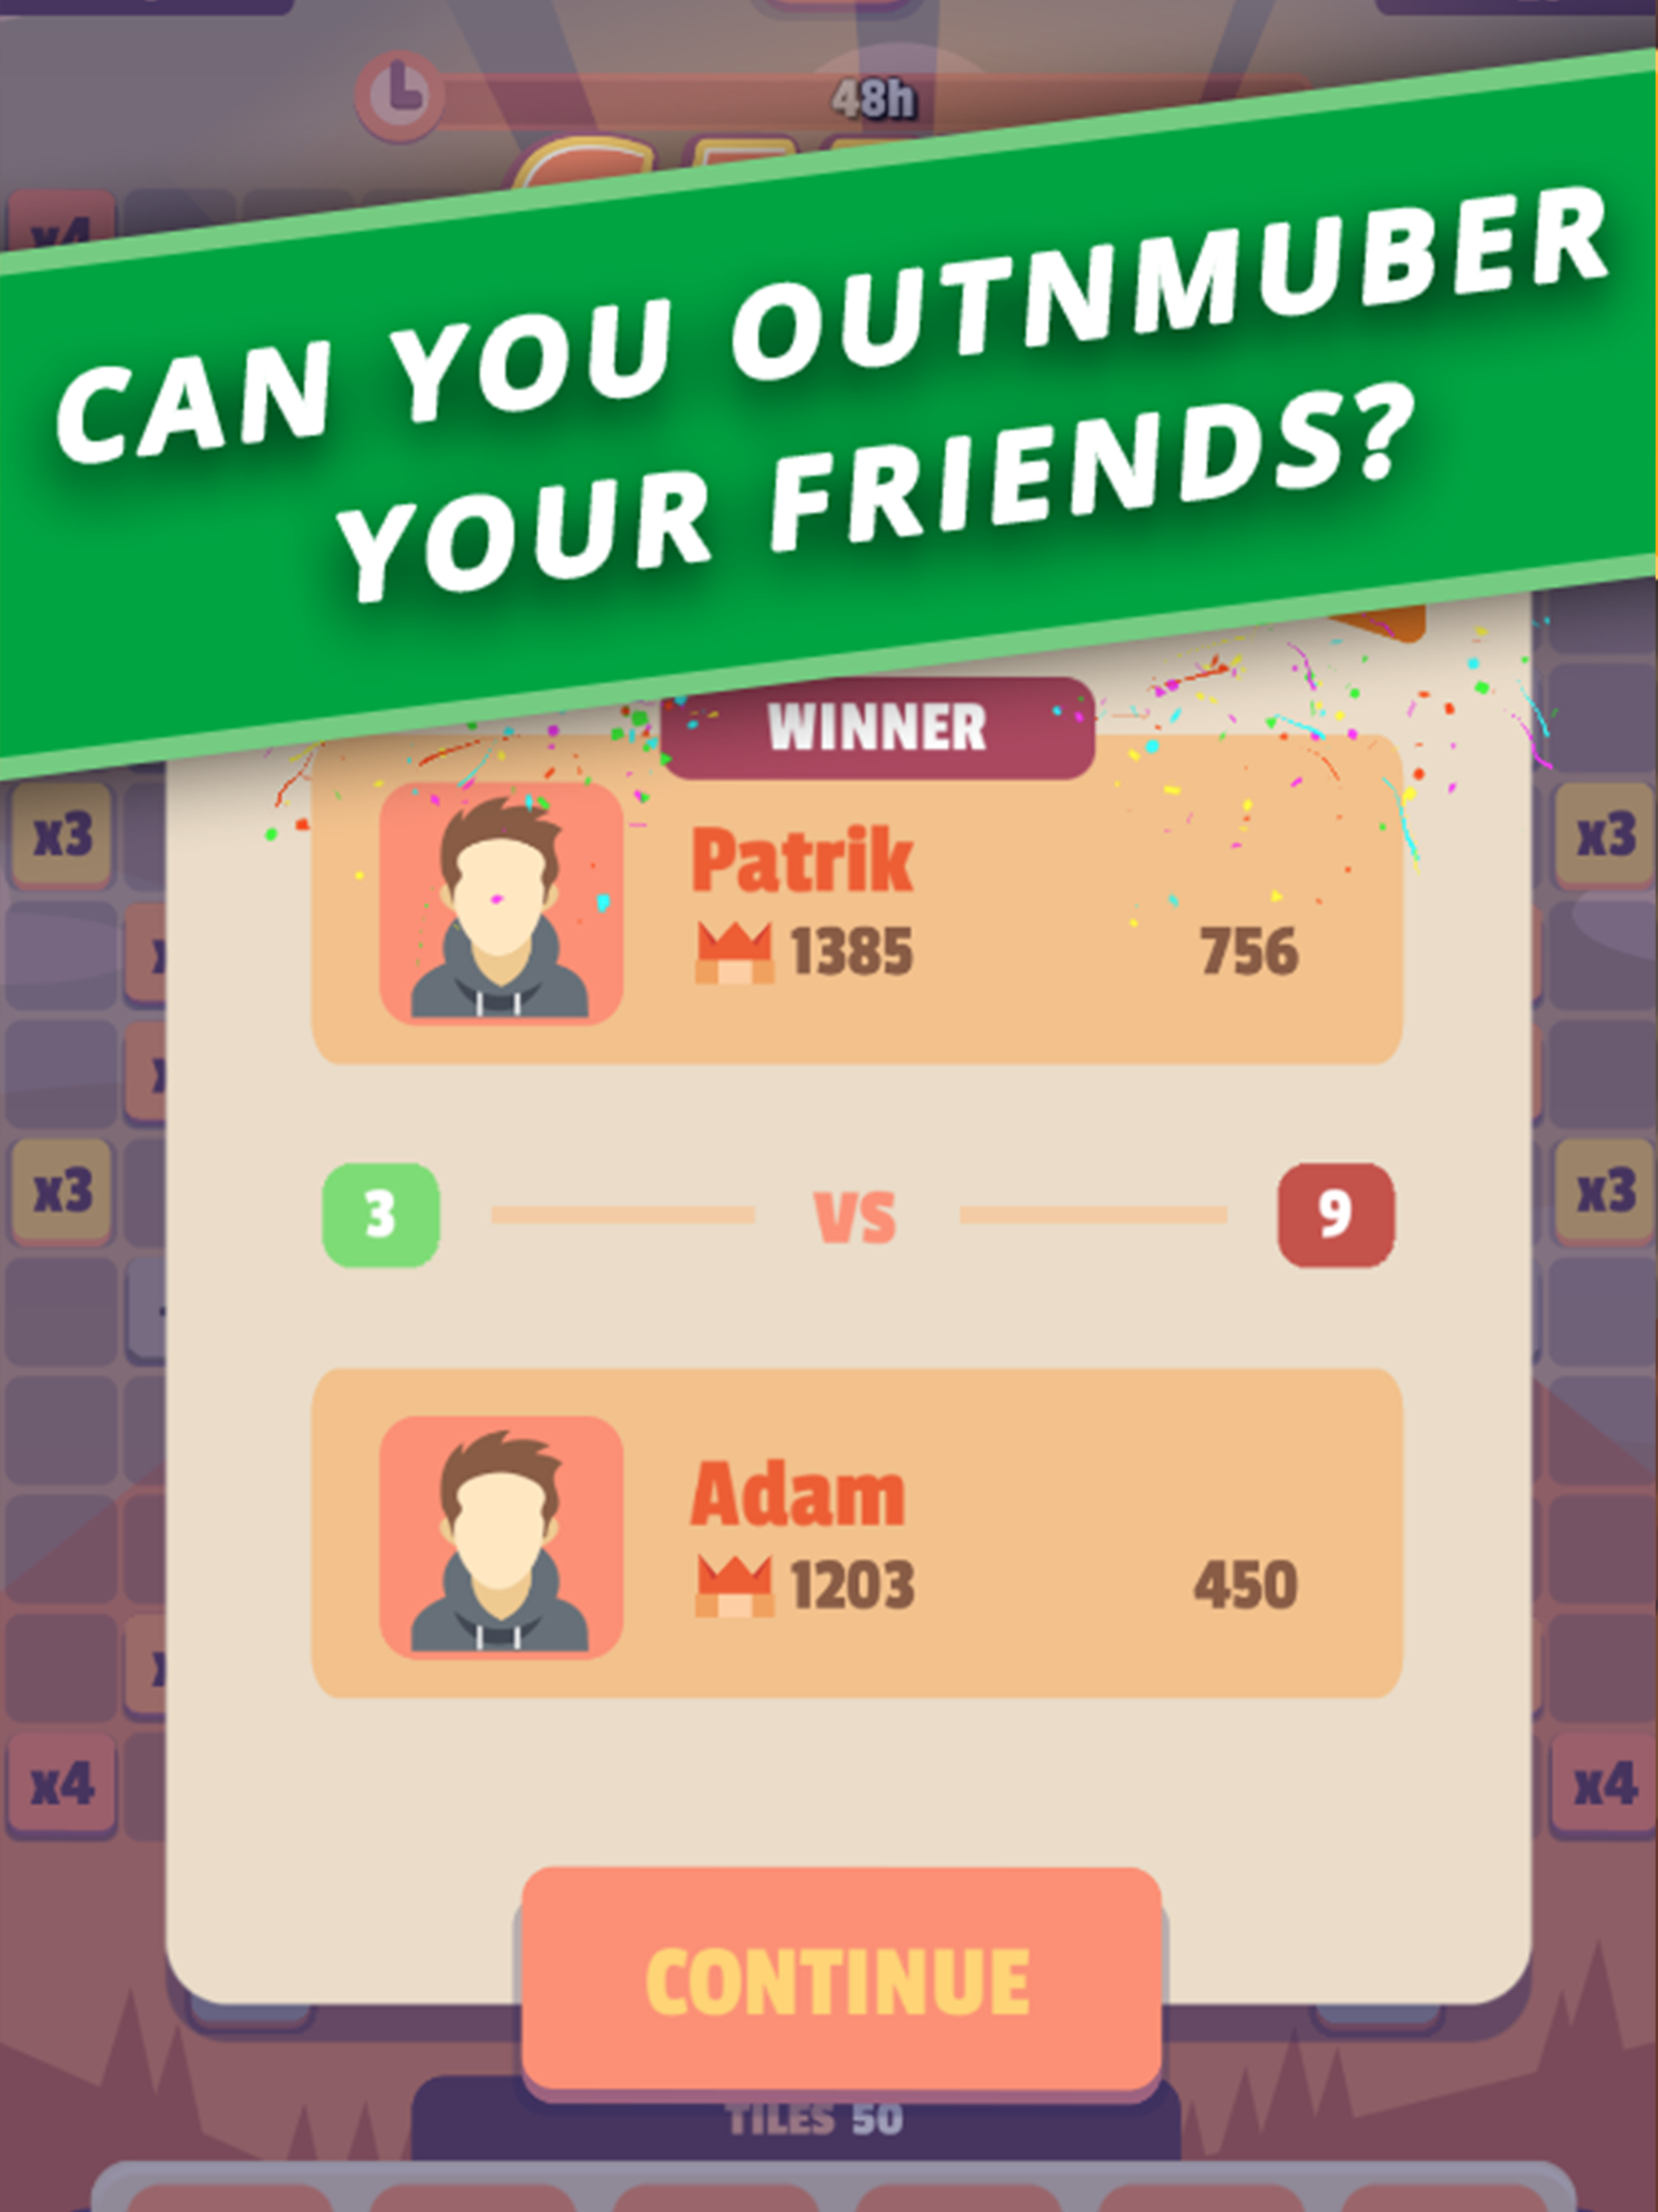 48h
x4
CAN YOU OUTNMUBER
YOUR FRIENDS?
WINNER
x3
x3
Patrik
1385
756
x3
x3
3
VS
9
Adam
1203
450
x4
x4
CONTINUE
TILES 50